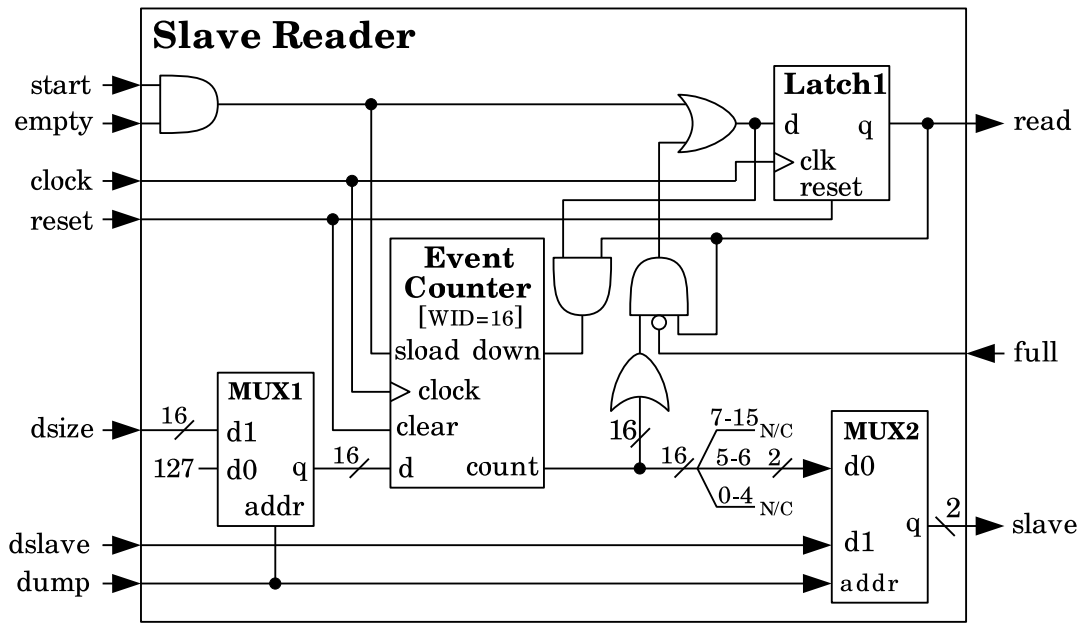 Slave Reader
start
empty
clock
reset
Latch1
d q
clk
reset
read
Event
Counter
[WID=16]
sload down
clock
clear
d count
full
MUX1
d1
d0 q
addr
dsize
16
127
16
16
16
7-15 N/C
5-6 2
0-4 N/C
MUX2
d0
q
d1
addr
2
slave
dslave
dump